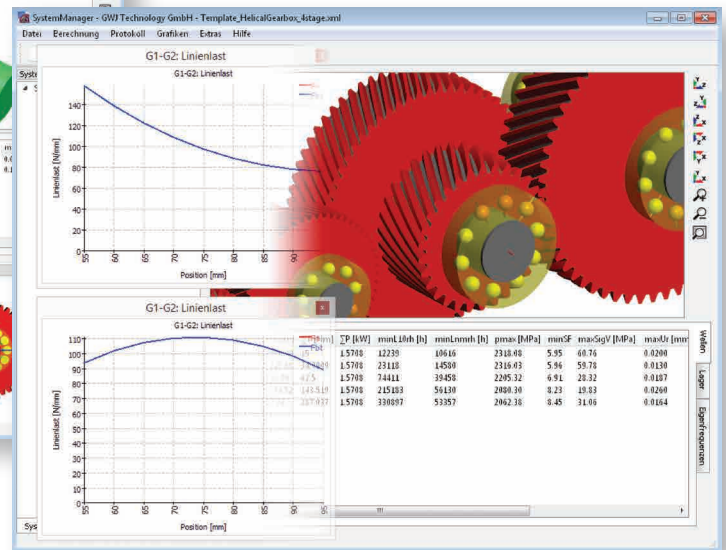 SystemManager - GWJ Technology GmbH - Template_HelicalGearbox_4stage.xml
Datei Berechnung Protokoll Grafiken Extras Hilfe
G1-G2: Linienlast
G1-G2: Linienlast
Linienlast [N/mm]
140
120
100
80
60
40
20
0
55 60 65 70 75 80 85 90 95
Position [mm]
G1-G2: Linienlast
x
G1-G2: Linienlast
Fbt
Linienlast [N/mm]
110
100
90
80
70
60
50
40
30
20
10
0
55 60 65 70 75 80 85 90 95
Position [mm]
∑P [kW] minL10rh [h] minLnmrh [h] pmax [MPa] minSF maxSigV [MPa] maxUr [mm
1.5708 12239 10616 2318.08 5.95 60.76 0.0200
1.5708 23118 14580 2316.03 5.96 59.78 0.0130
1.5708 74411 39458 2205.32 6.91 28.32 0.0187
1.5708 215183 56130 2080.30 8.23 19.83 0.0260
1.5708 330897 53357 2062.38 8.45 31.06 0.0164
Wellen
Lager
Eigenfrequenzen